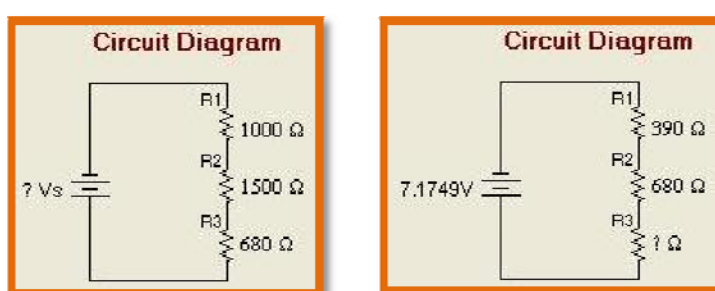 Circuit Diagram
R1
1000 Ω
R2
? Vs
1500 Ω
R3
680 Ω
Circuit Diagram
R1
390 Ω
R2
7.1749V
680 Ω
R3
? Ω